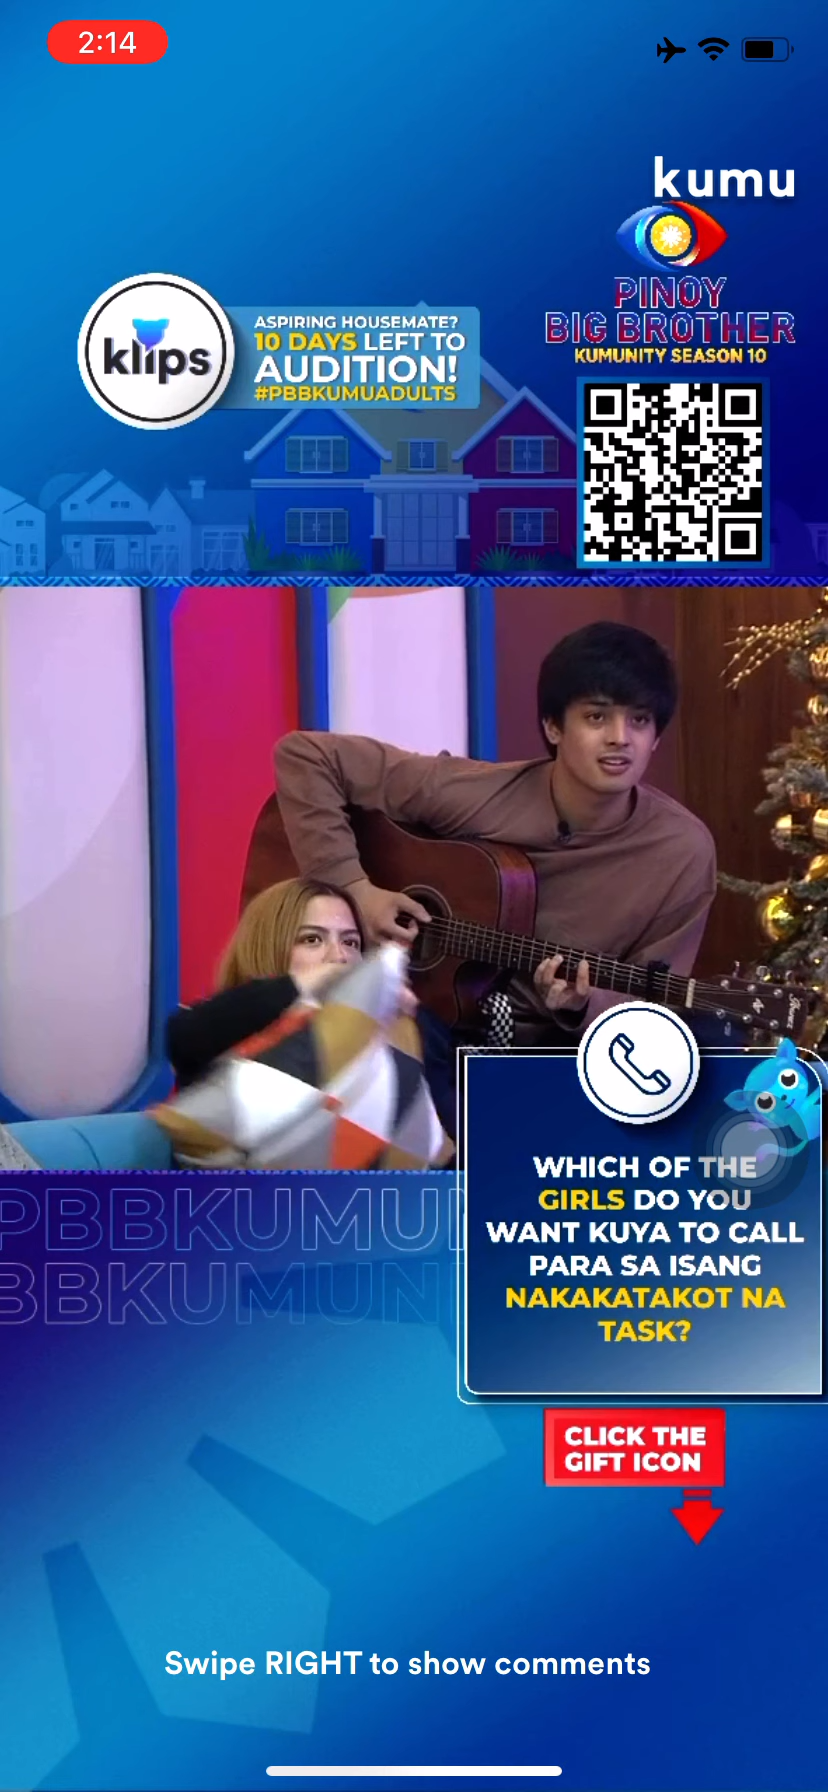 2:14
kumu
PINOY
BIG BROTHER
KUMUNITY SEASON 10
klips
ASPIRING HOUSEMATE?
10 DAYS LEFT TO
AUDITION!
#PBBKUMUADULTS
Ibanez
WHICH OF THE
GIRLS DO YOU
WANT KUYA TO CALL
PARA SA ISANG
NAKAKATAKOT NA
TASK?
PBBKUMU
BBKUMUN
CLICK THE
GIFT ICON
Swipe RIGHT to show comments